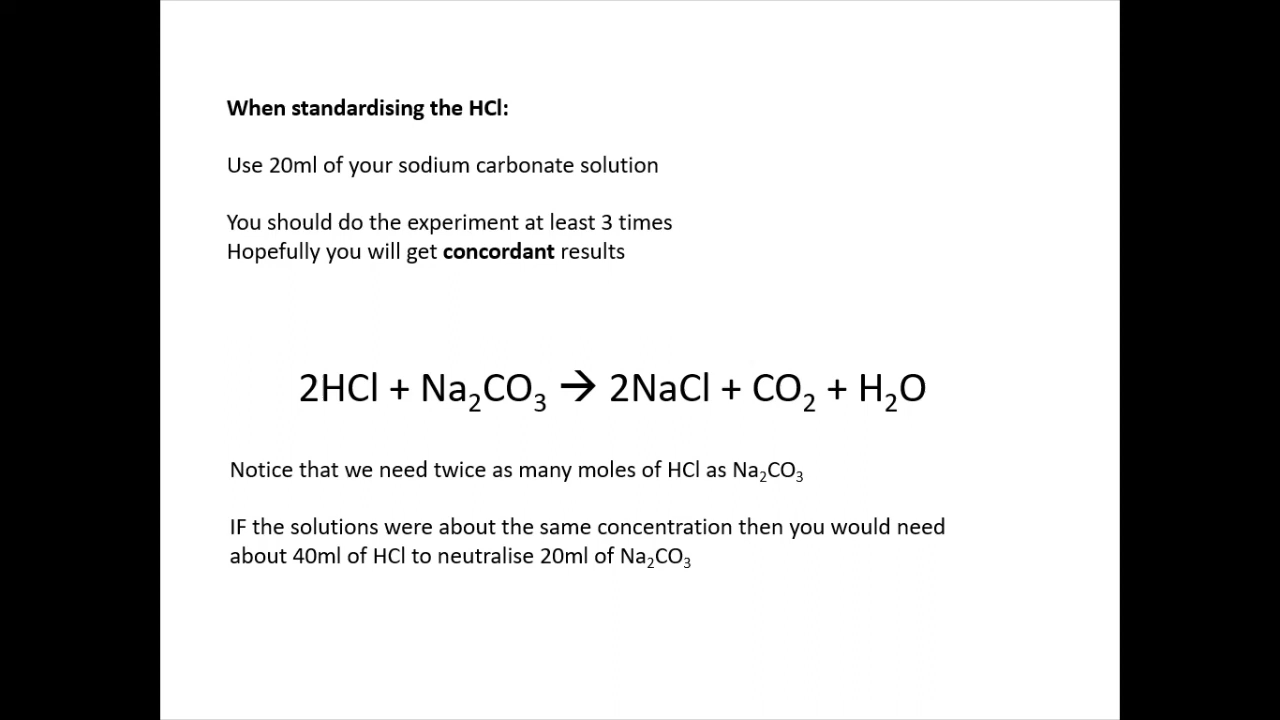 When standardising the HCl:
Use 20ml of your sodium carbonate solution
You should do the experiment at least 3 times
Hopefully you will get concordant results
2HCl + Na₂CO₃ → 2NaCl + CO₂ + H₂O
Notice that we need twice as many moles of HCl as Na₂CO₃
IF the solutions were about the same concentration then you would need
about 40ml of HCl to neutralise 20ml of Na₂CO₃